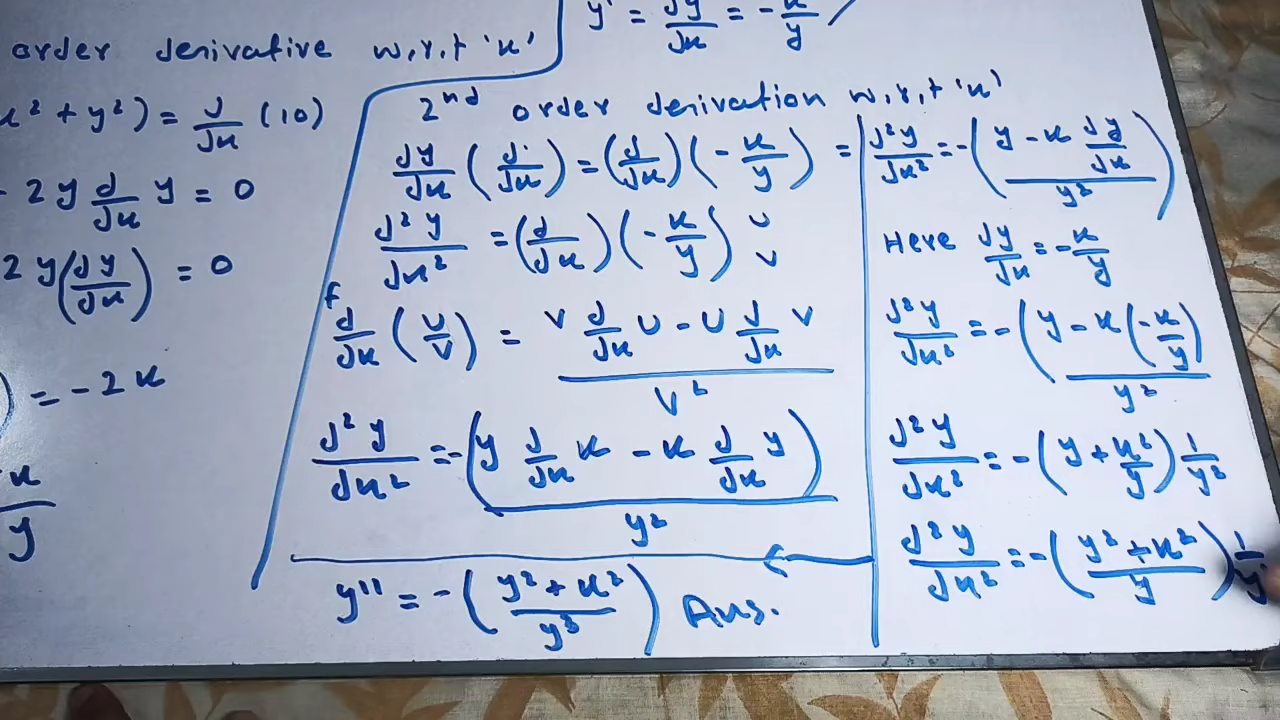 order derivative w.r.t 'x'
x² + y²) = d/dx (10)
2y d/dx y = 0
2y(dy/dx) = 0
) = -2x
x/y
y' = dy/dx = -x/y
2nd order derivation w.r.t 'x'
dy/dx (d/dx) = (d/dx)(-x/y) =
d²y/dx² = (d/dx)(-x/y) u v
d/dx (u/v) = (v d/dx u - u d/dx v)/v²
d²y/dx² = -(y d/dx x - x d/dx y)/y²
d²y/dx² = -(y - x dy/dx)/y²
Here dy/dx = -x/y
d²y/dx² = -(y - x(-x/y))/y²
d²y/dx² = -(y + x²/y) 1/y²
d²y/dx² = -((y² + x²)/y) 1/y
y'' = -((y² + x²)/y³) Ans.